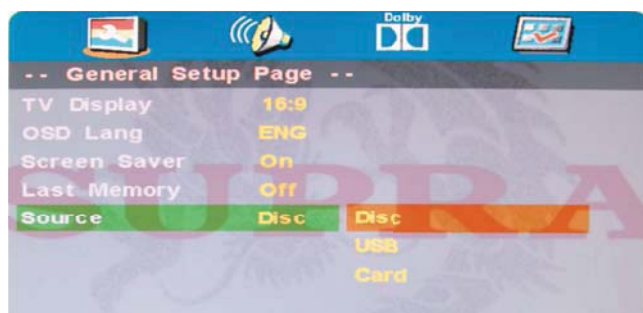 Dolby
-- General Setup Page --
TV Display 16:9
OSD Lang ENG
Screen Saver On
Last Memory Off
Source Disc Disc
USB
Card
SUPRA